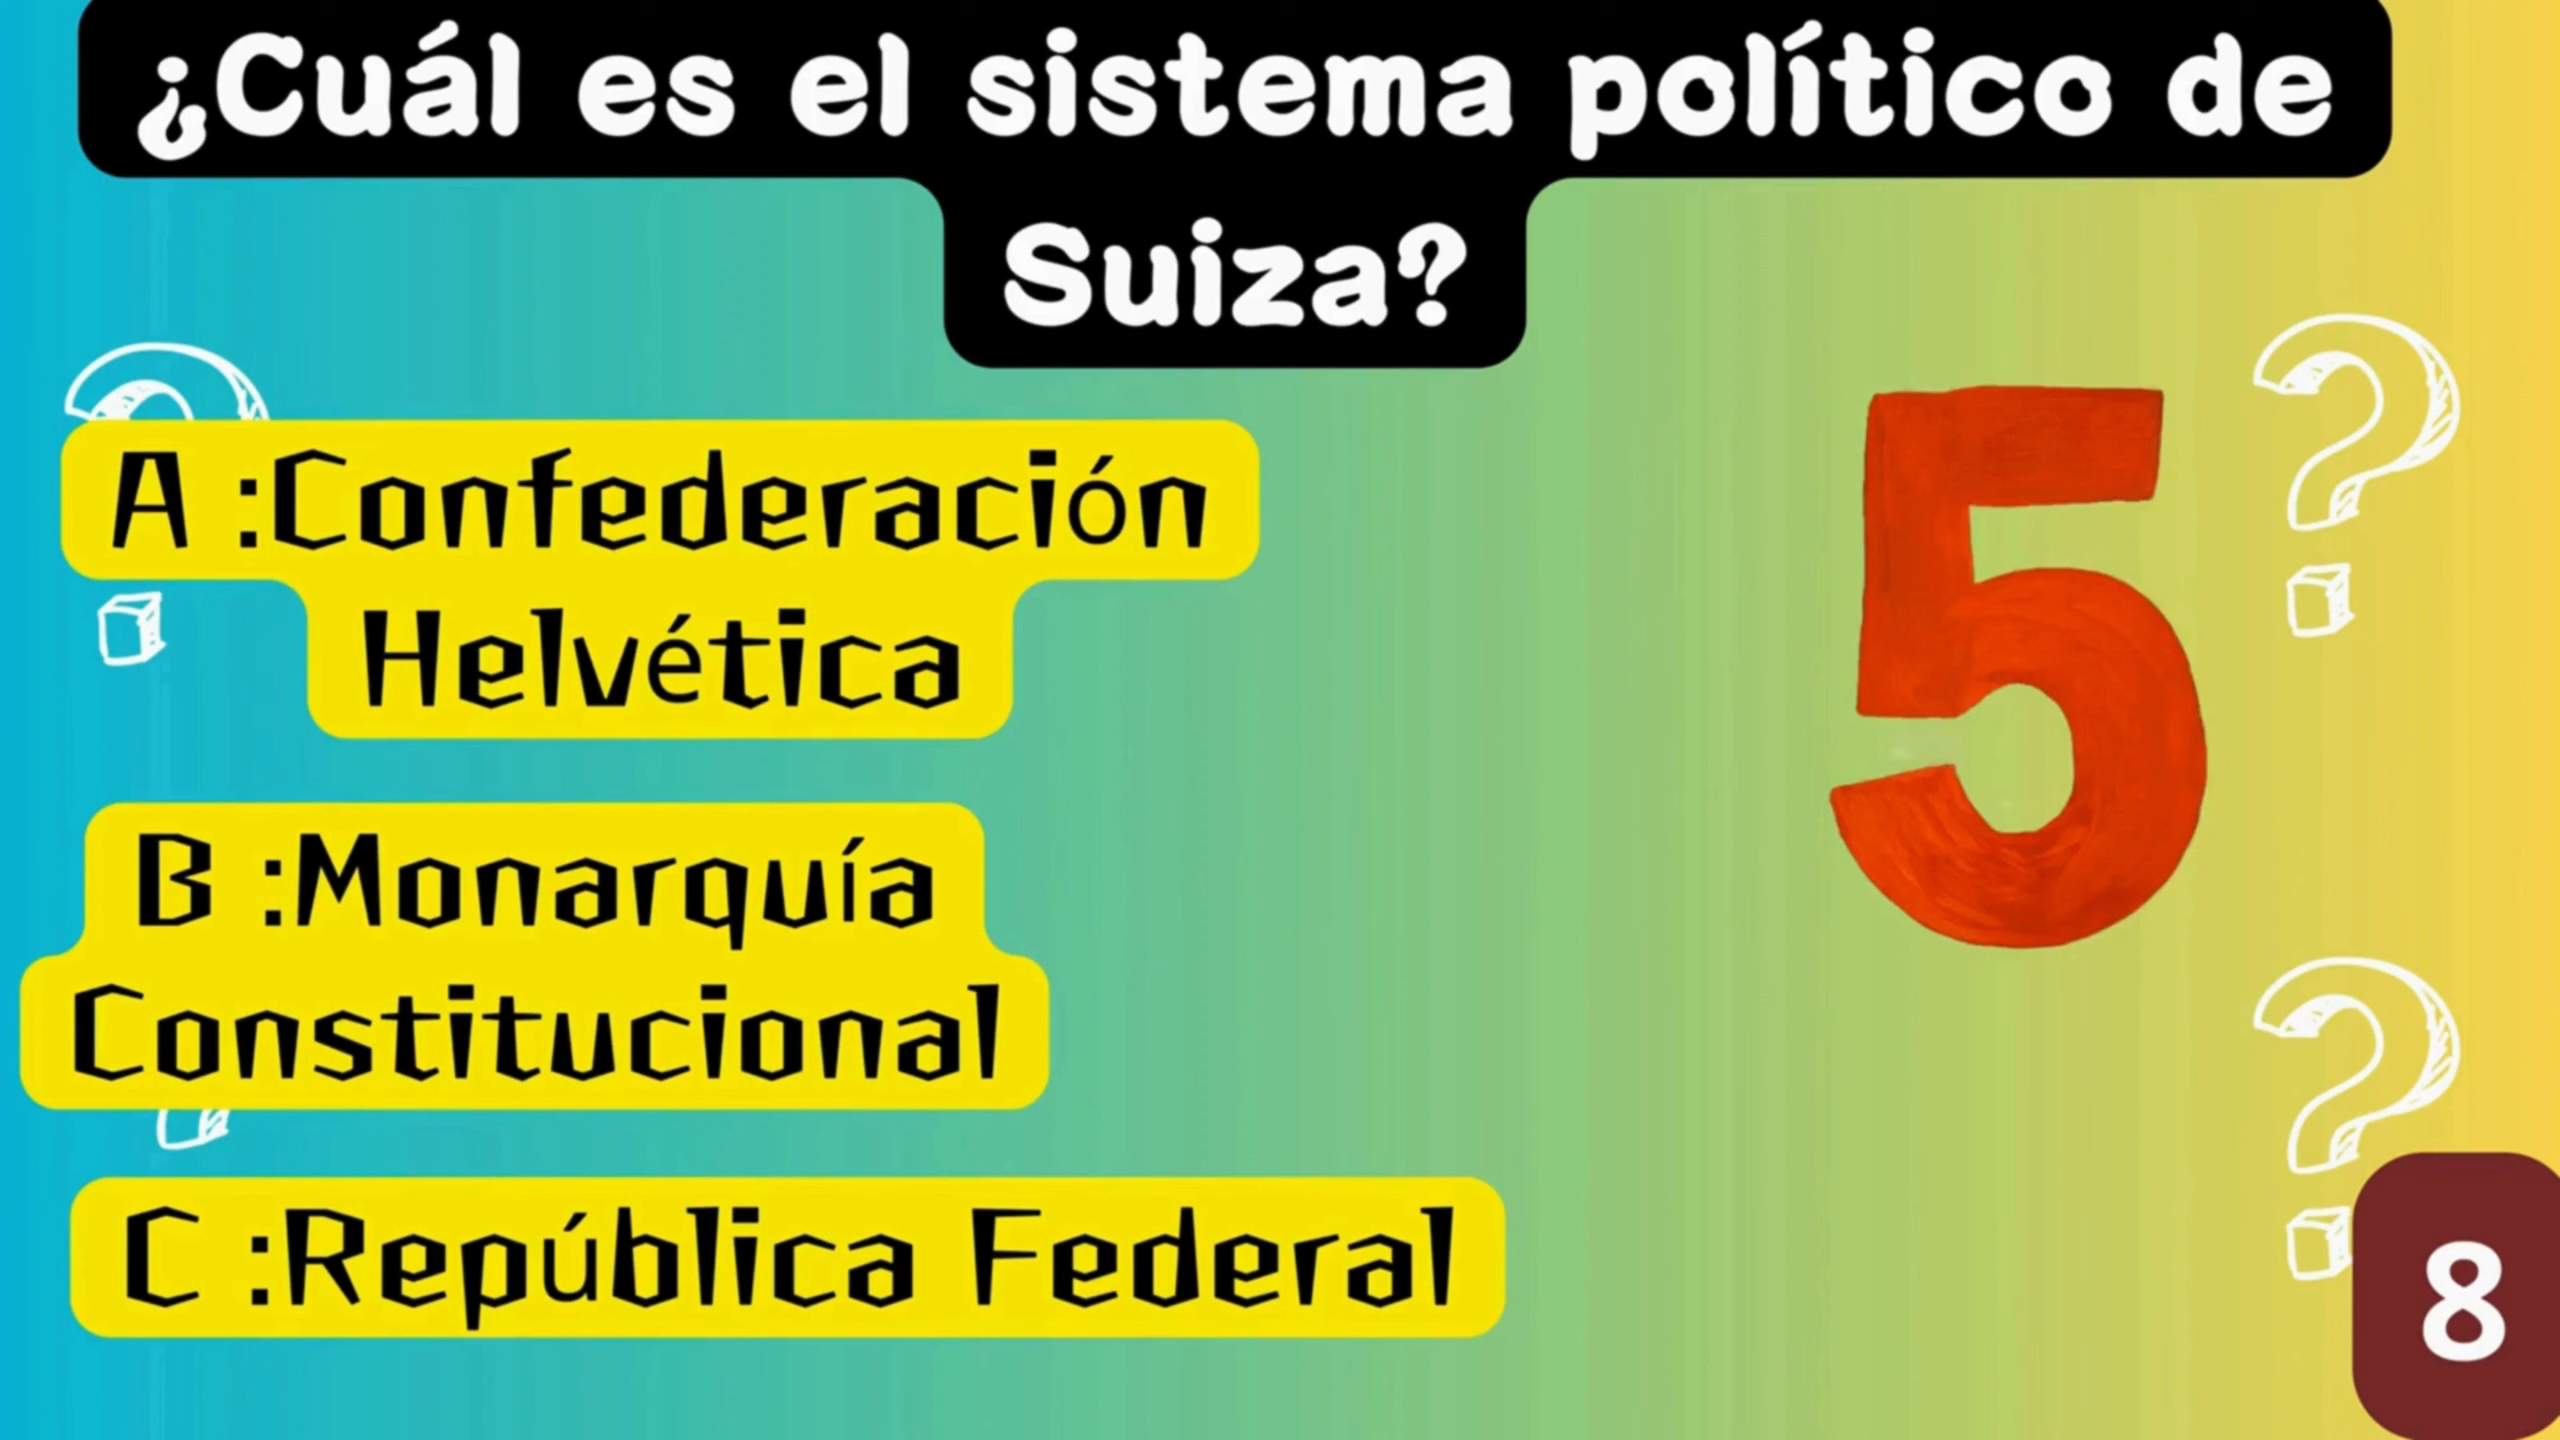 ¿Cuál es el sistema político de
Suiza?
A :Confederación
Helvética
B :Monarquía
Constitucional
C :República Federal
5
8